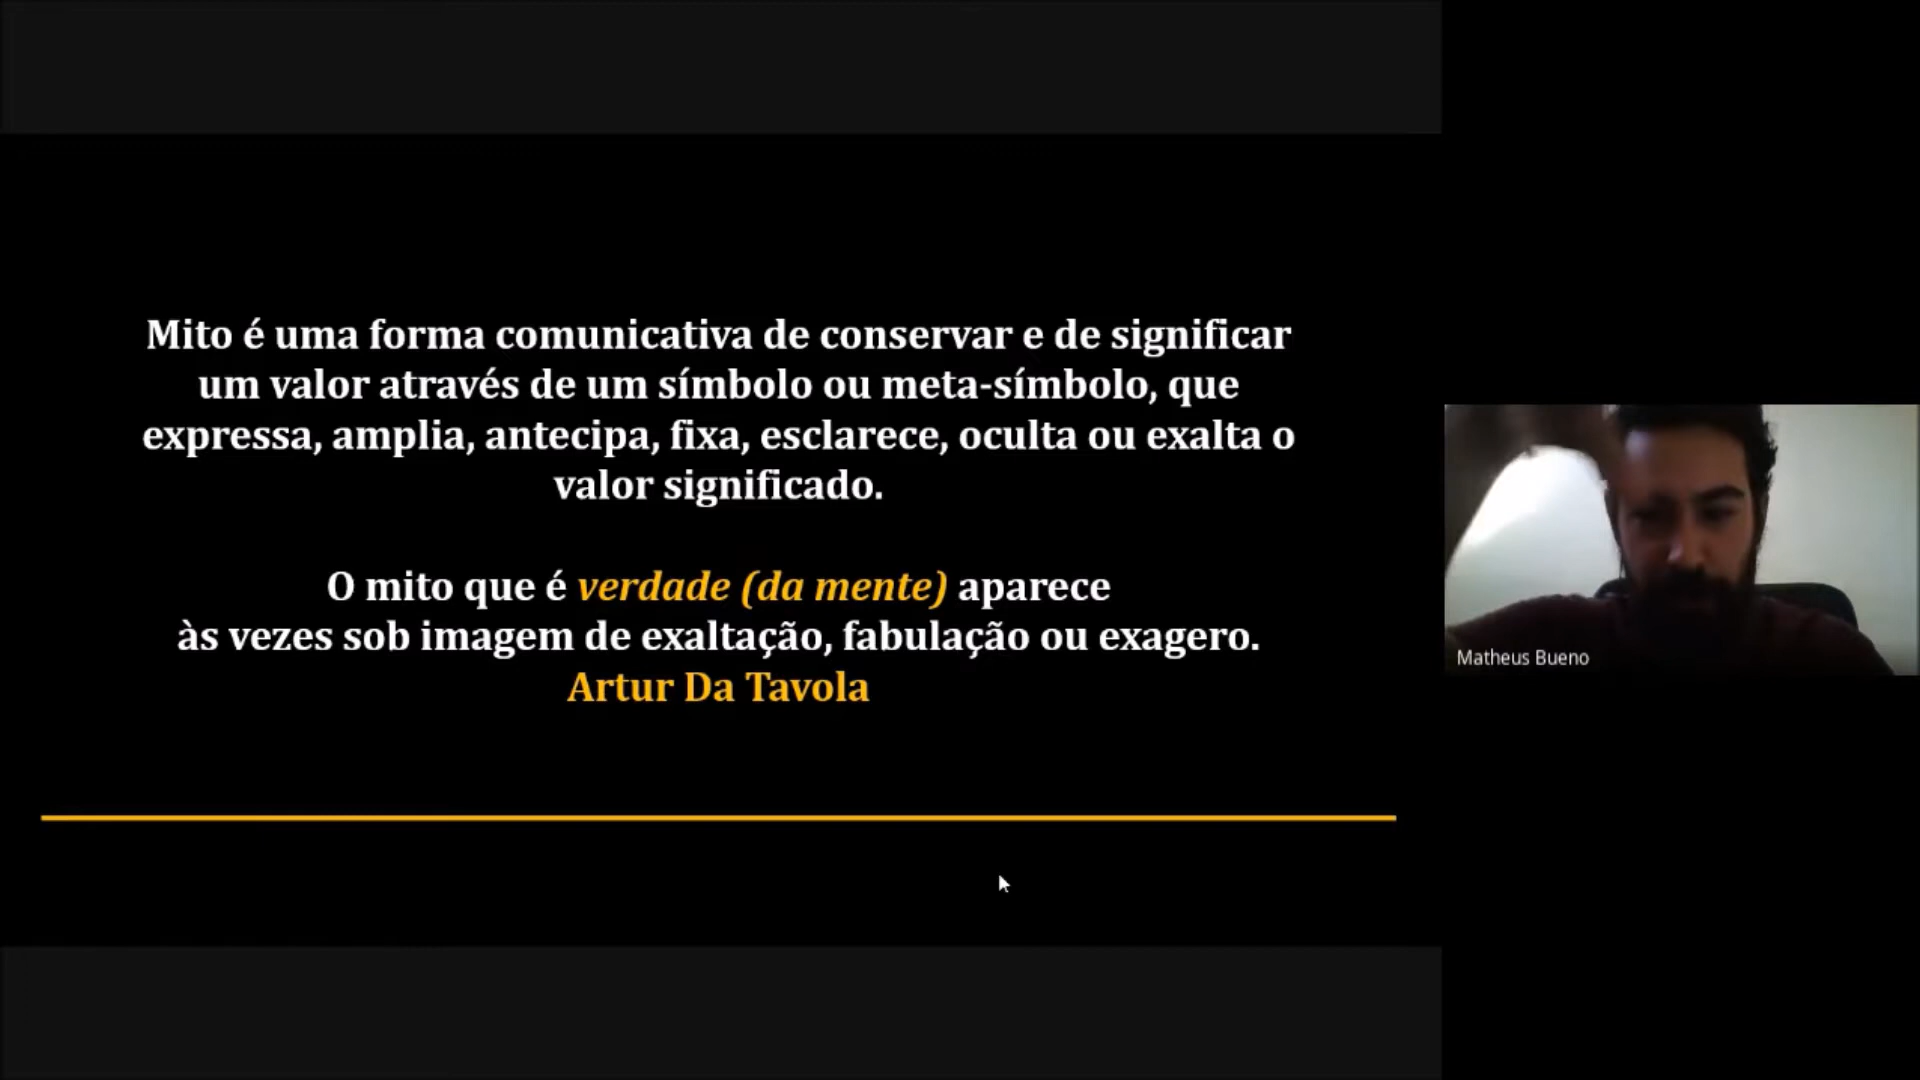 Mito é uma forma comunicativa de conservar e de significar
um valor através de um símbolo ou meta-símbolo, que
expressa, amplia, antecipa, fixa, esclarece, oculta ou exalta o
valor significado.
O mito que é verdade (da mente) aparece
às vezes sob imagem de exaltação, fabulação ou exagero.
Artur Da Tavola
Matheus Bueno